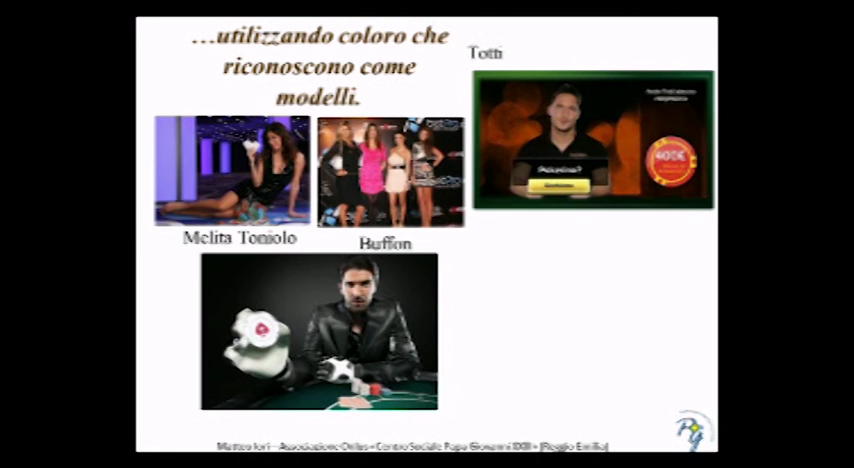 ...utilizzando coloro che
riconoscono come
modelli.
Totti
Melita Toniolo
Buffon
400€
Matteo Iori – Associazione Onlus «Centro Sociale Papa Giovanni XXIII» (Reggio Emilia)